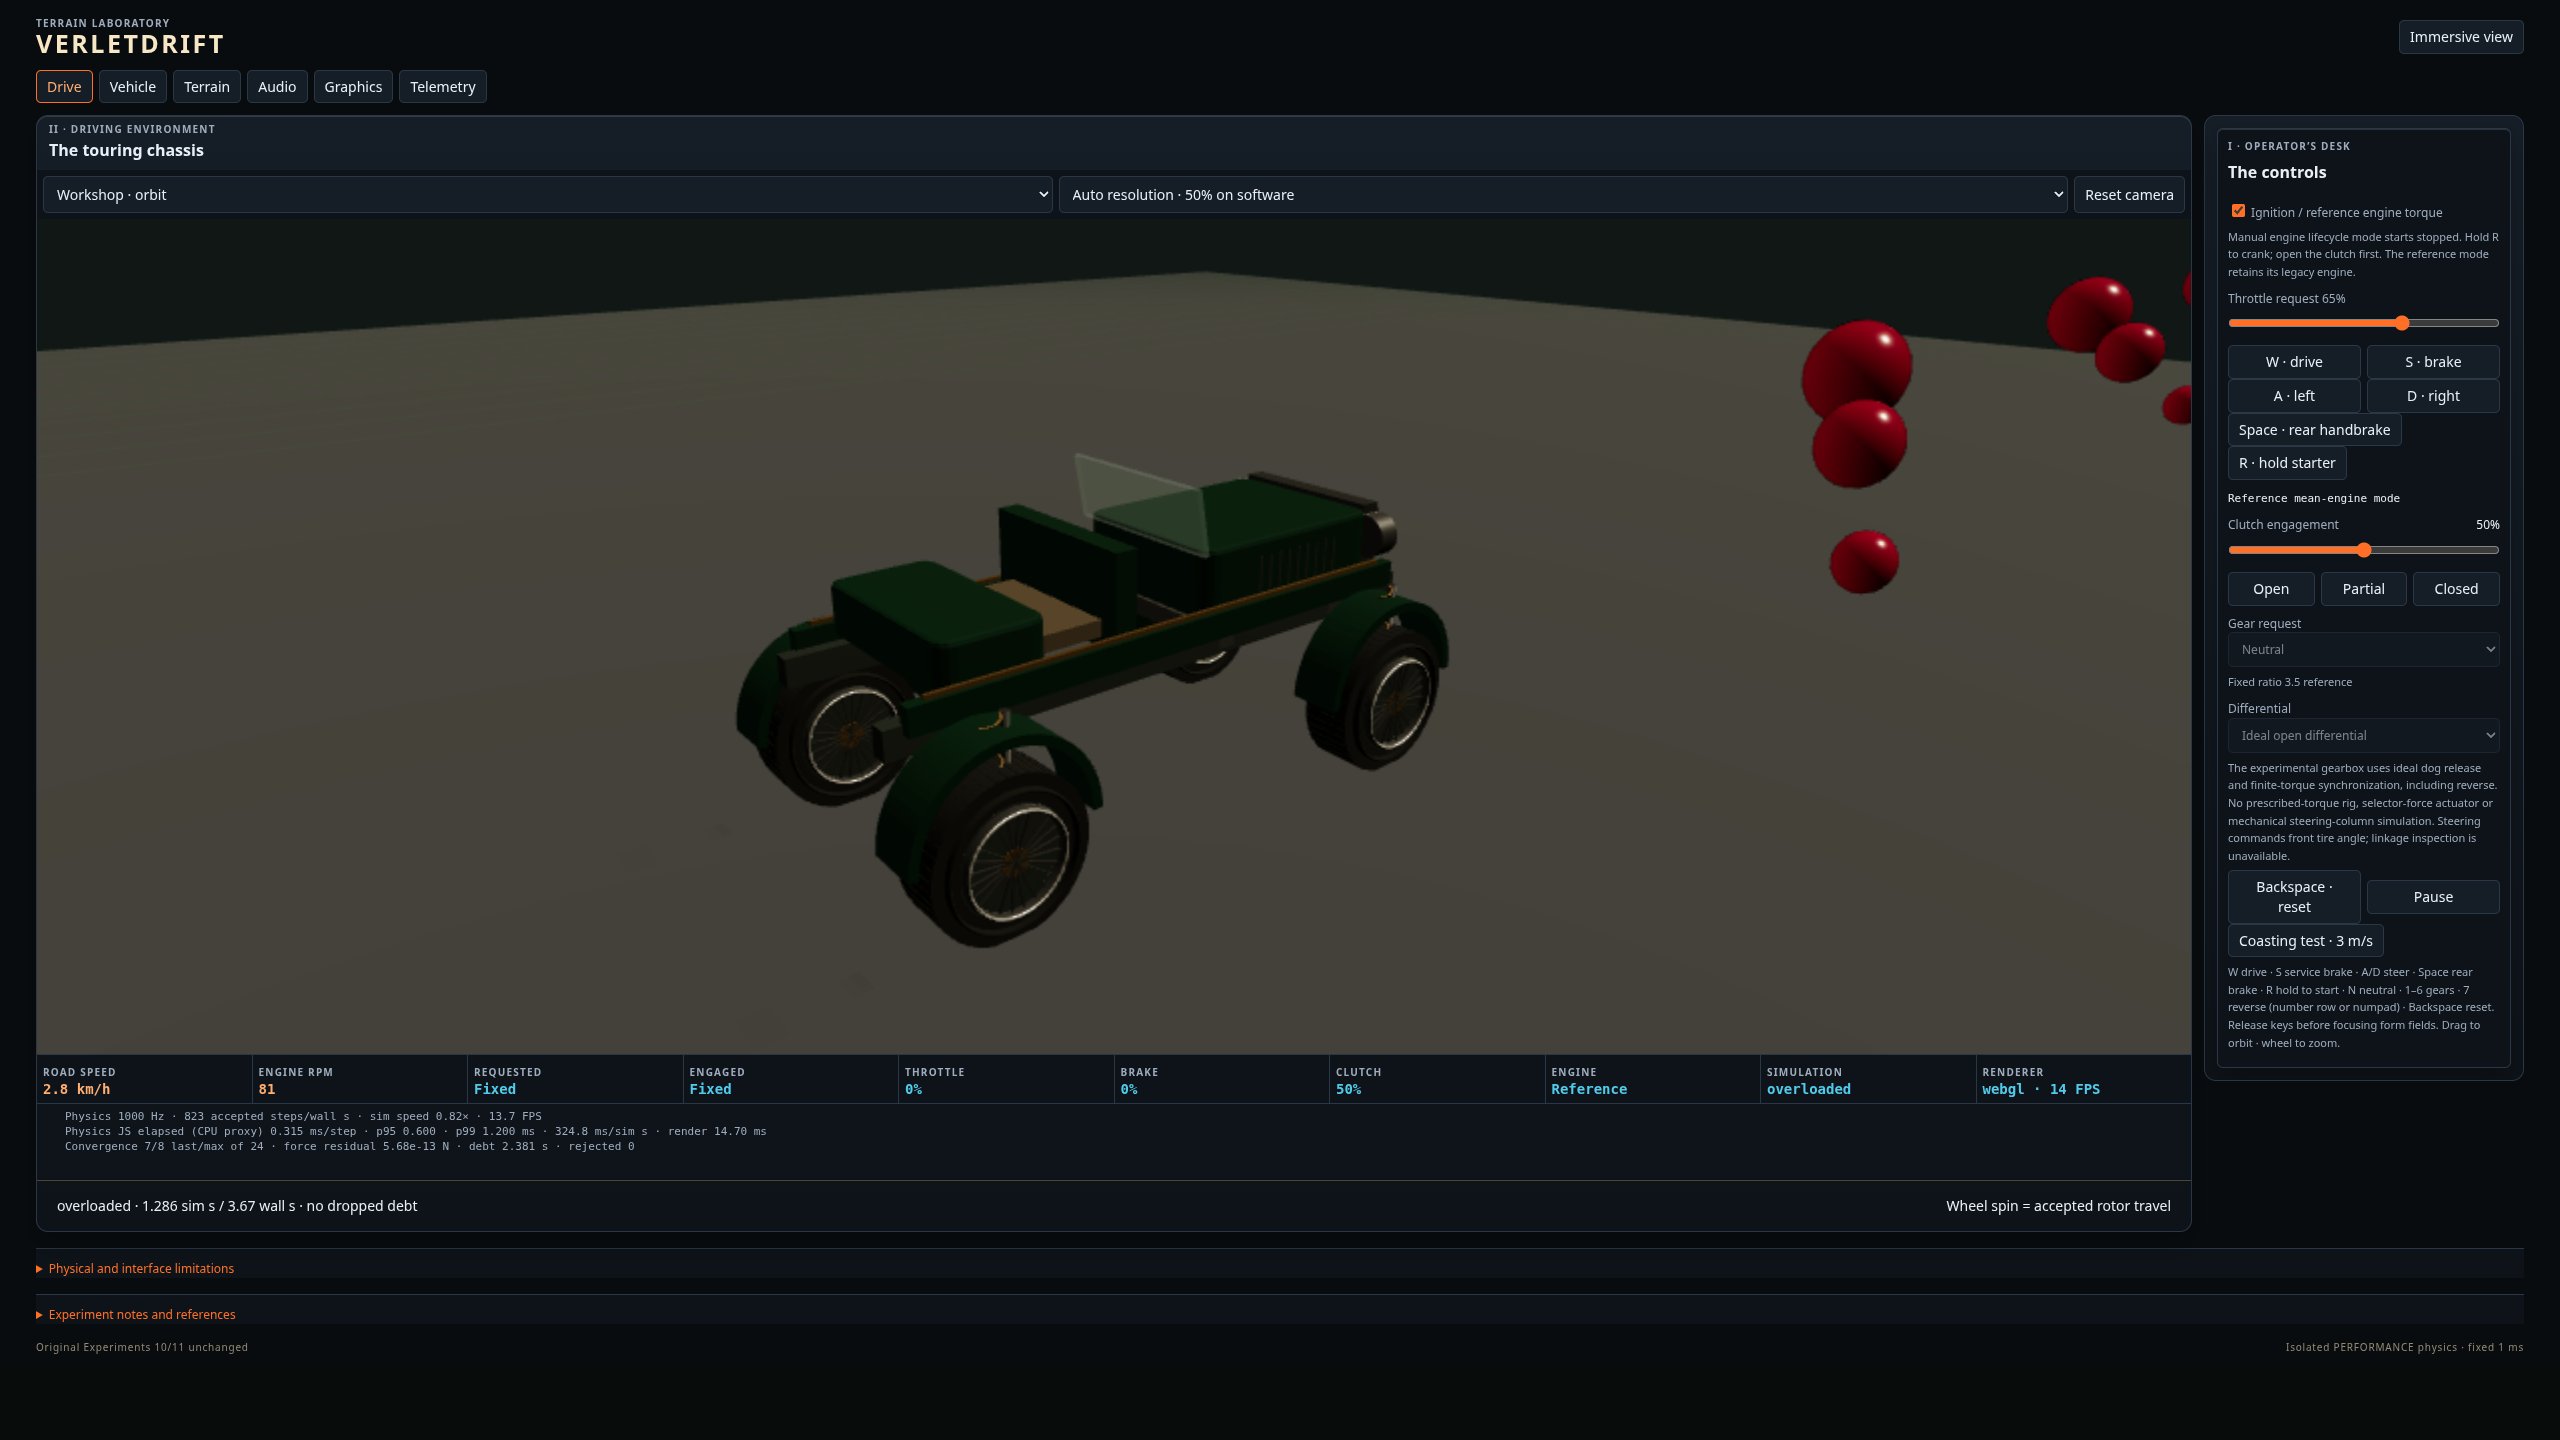 TERRAIN LABORATORY
VERLETDRIFT
Immersive view
Drive
Vehicle
Terrain
Audio
Graphics
Telemetry
II · DRIVING ENVIRONMENT
The touring chassis
Workshop · orbit
Auto resolution · 50% on software
Reset camera
ROAD SPEED
2.8 km/h
ENGINE RPM
81
REQUESTED
Fixed
ENGAGED
Fixed
THROTTLE
0%
BRAKE
0%
CLUTCH
50%
ENGINE
Reference
SIMULATION
overloaded
RENDERER
webgl · 14 FPS
Physics 1000 Hz · 823 accepted steps/wall s · sim speed 0.82× · 13.7 FPS
Physics JS elapsed (CPU proxy) 0.315 ms/step · p95 0.600 · p99 1.200 ms · 324.8 ms/sim s · render 14.70 ms
Convergence 7/8 last/max of 24 · force residual 5.68e-13 N · debt 2.381 s · rejected 0
overloaded · 1.286 sim s / 3.67 wall s · no dropped debt
Wheel spin = accepted rotor travel
I · OPERATOR'S DESK
The controls
Ignition / reference engine torque
Manual engine lifecycle mode starts stopped. Hold R
to crank; open the clutch first. The reference mode
retains its legacy engine.
Throttle request 65%
W · drive
S · brake
A · left
D · right
Space · rear handbrake
R · hold starter
Reference mean-engine mode
Clutch engagement
50%
Open
Partial
Closed
Gear request
Neutral
Fixed ratio 3.5 reference
Differential
Ideal open differential
The experimental gearbox uses ideal dog release
and finite-torque synchronization, including reverse.
No prescribed-torque rig, selector-force actuator or
mechanical steering-column simulation. Steering
commands front tire angle; linkage inspection is
unavailable.
Backspace ·
reset
Pause
Coasting test · 3 m/s
W drive · S service brake · A/D steer · Space rear
brake · R hold to start · N neutral · 1–6 gears · 7
reverse (number row or numpad) · Backspace reset.
Release keys before focusing form fields. Drag to
orbit · wheel to zoom.
Physical and interface limitations
Experiment notes and references
Original Experiments 10/11 unchanged
Isolated PERFORMANCE physics · fixed 1 ms